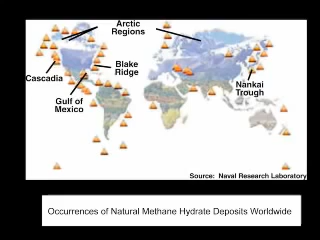 Arctic
Regions
Cascadia
Blake
Ridge
Gulf of
Mexico
Nankai
Trough
Source: Naval Research Laboratory
Occurrences of Natural Methane Hydrate Deposits Worldwide